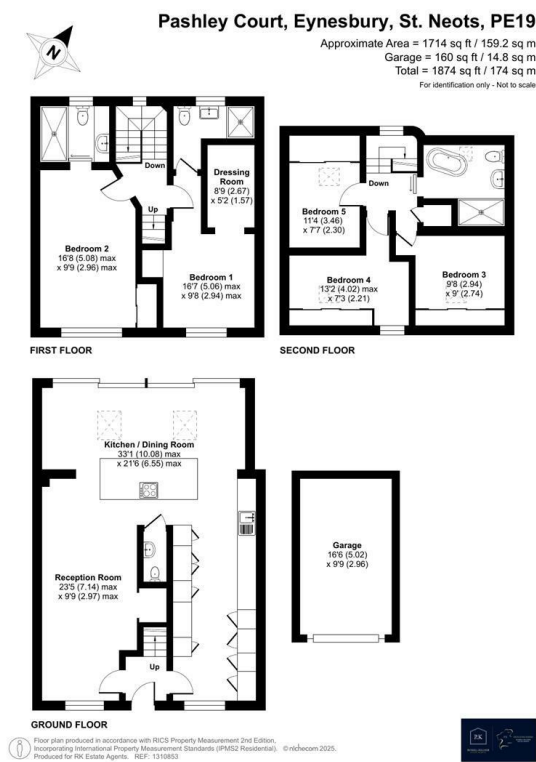 Pashley Court, Eynesbury, St. Neots, PE19
Approximate Area = 1714 sq ft / 159.2 sq m
Garage = 160 sq ft / 14.8 sq m
Total = 1874 sq ft / 174 sq m
For identification only - Not to scale
N
Down
Up
Dressing
Room
8'9 (2.67)
x 5'2 (1.57)
Bedroom 2
16'8 (5.08) max
x 9'9 (2.96) max
Bedroom 1
16'7 (5.06) max
x 9'8 (2.94) max
FIRST FLOOR
Down
Bedroom 5
11'4 (3.46)
x 7'7 (2.30)
Bedroom 4
13'2 (4.02) max
x 7'3 (2.21)
Bedroom 3
9'8 (2.94)
x 9' (2.74)
SECOND FLOOR
Kitchen / Dining Room
33'1 (10.08) max
x 21'6 (6.55) max
Reception Room
23'5 (7.14) max
x 9'9 (2.97) max
Up
GROUND FLOOR
Garage
16'6 (5.02)
x 9'9 (2.96)
Floor plan produced in accordance with RICS Property Measurement 2nd Edition,
Incorporating International Property Measurement Standards (IPMS2 Residential). © nichecom 2025.
Produced for RK Estate Agents. REF: 1310853